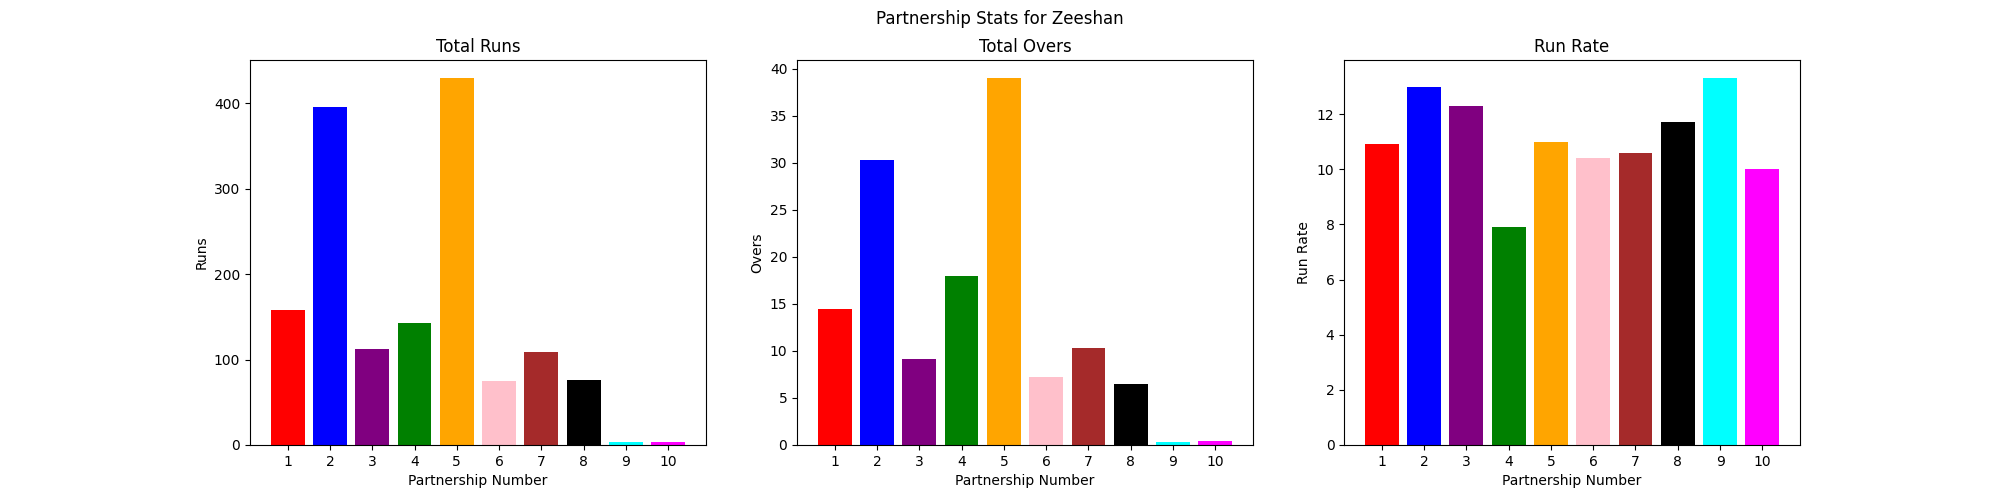 Partnership Stats for Zeeshan
Total Runs
Runs
400
300
200
100
0
1 2 3 4 5 6 7 8 9 10
Partnership Number
Total Overs
Overs
40
35
30
25
20
15
10
5
0
1 2 3 4 5 6 7 8 9 10
Partnership Number
Run Rate
Run Rate
12
10
8
6
4
2
0
1 2 3 4 5 6 7 8 9 10
Partnership Number